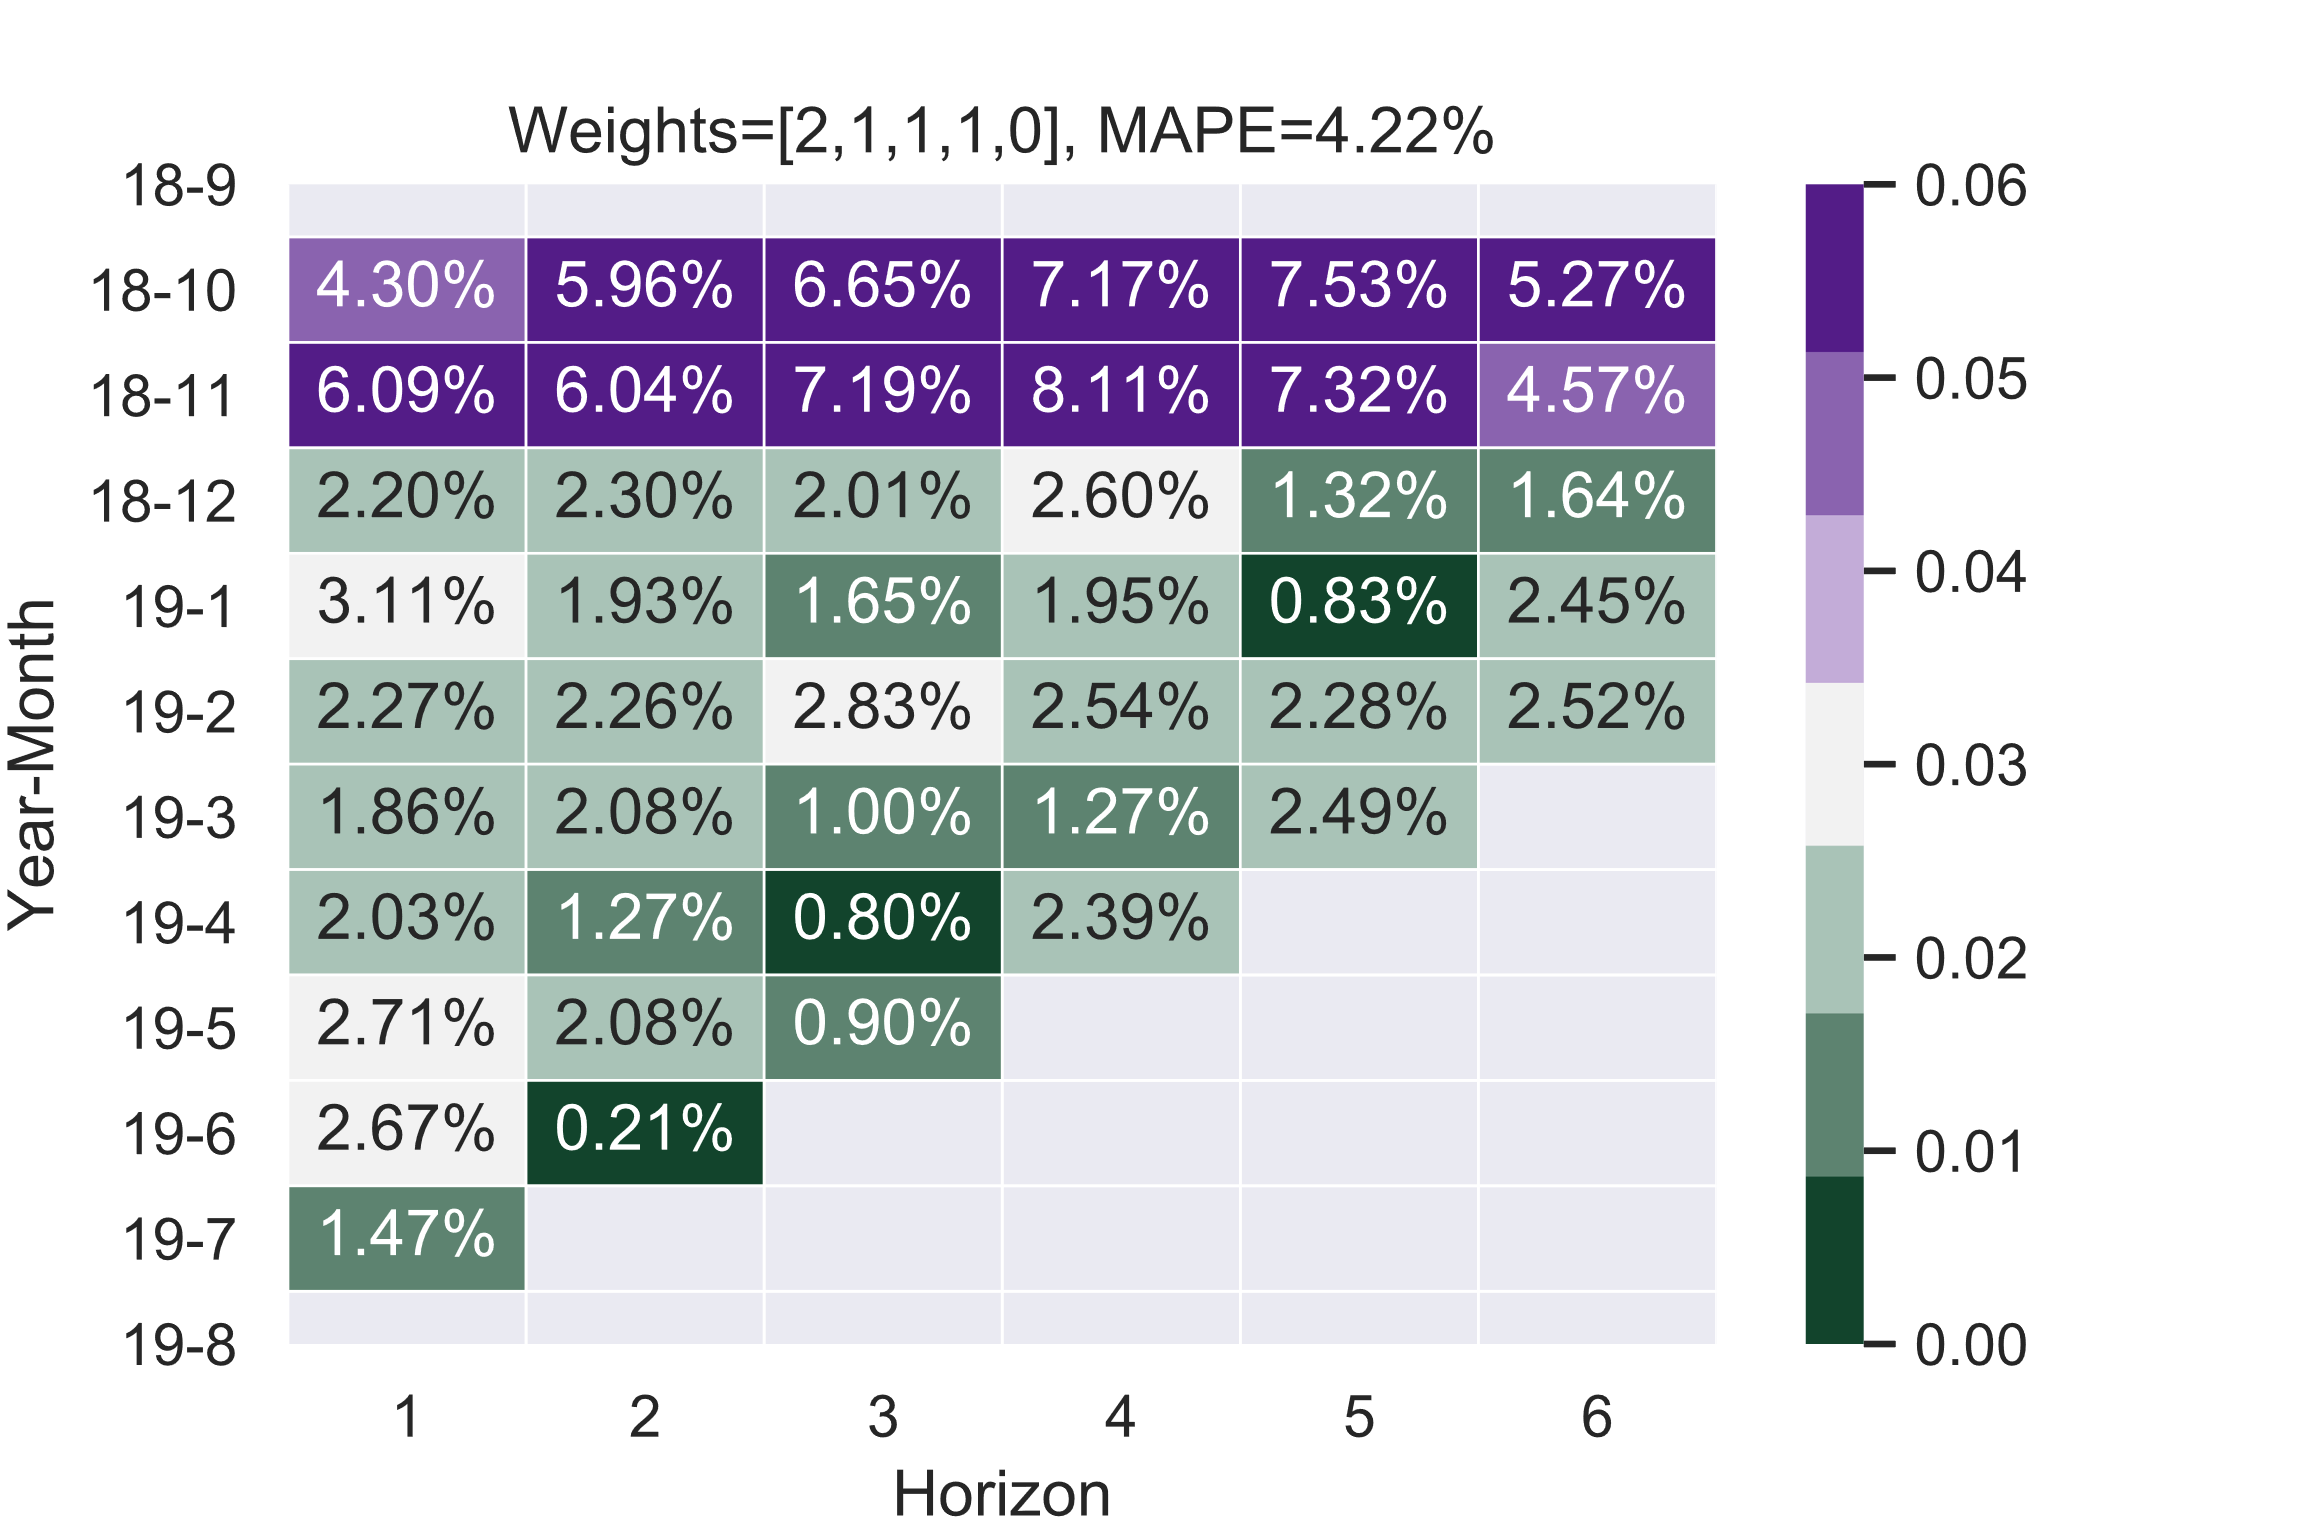 Weights=[2,1,1,1,0], MAPE=4.22%
18-9
18-10 4.30% 5.96% 6.65% 7.17% 7.53% 5.27%
18-11 6.09% 6.04% 7.19% 8.11% 7.32% 4.57%
18-12 2.20% 2.30% 2.01% 2.60% 1.32% 1.64%
19-1 3.11% 1.93% 1.65% 1.95% 0.83% 2.45%
19-2 2.27% 2.26% 2.83% 2.54% 2.28% 2.52%
19-3 1.86% 2.08% 1.00% 1.27% 2.49%
19-4 2.03% 1.27% 0.80% 2.39%
19-5 2.71% 2.08% 0.90%
19-6 2.67% 0.21%
19-7 1.47%
19-8
1 2 3 4 5 6
Horizon
Year-Month
0.06
0.05
0.04
0.03
0.02
0.01
0.00